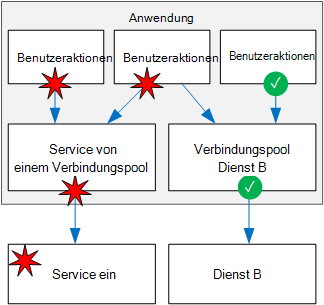 Anwendung
Benutzeraktionen
Benutzeraktionen
Benutzeraktionen
Service von
einem Verbindungspool
Verbindungspool
Dienst B
Service ein
Dienst B